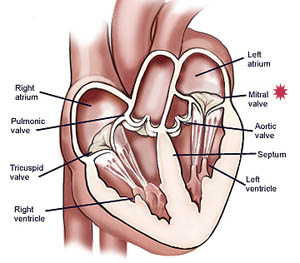 Left
atrium
Right
atrium
Mitral
valve
Pulmonic
valve
Aortic
valve
Tricuspid
valve
Septum
Left
ventricle
Right
ventricle